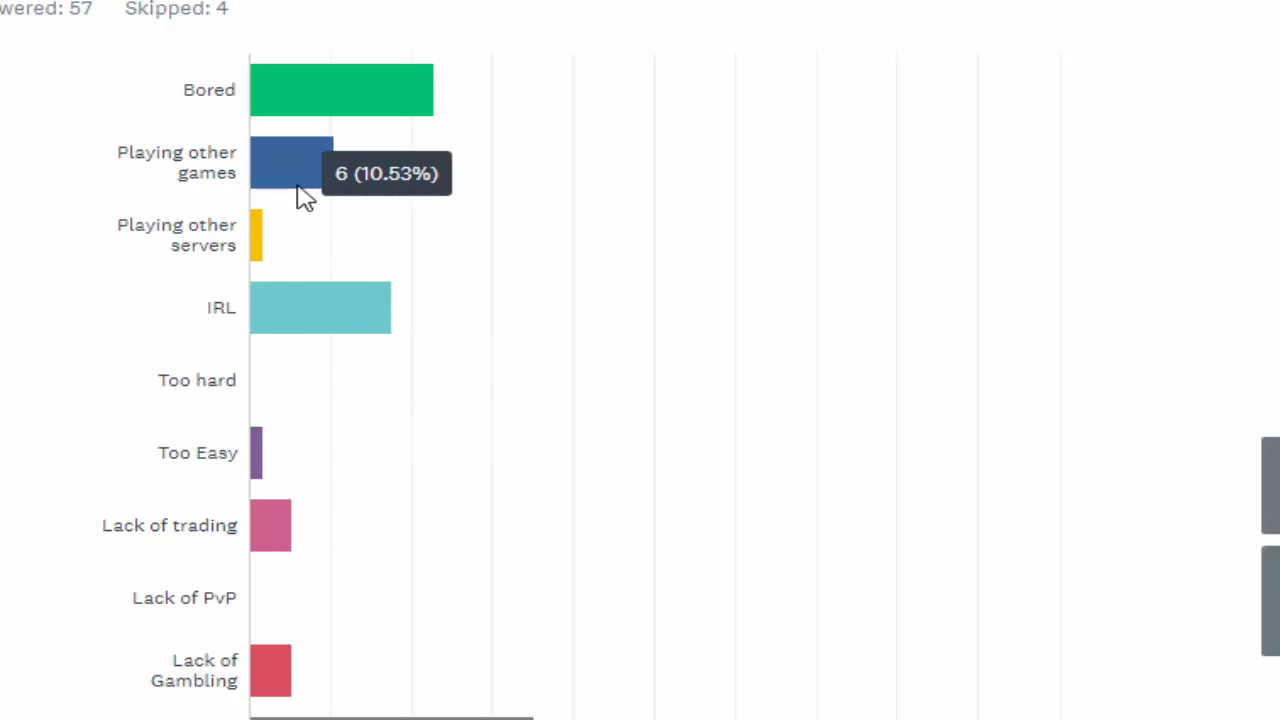 wered: 57 Skipped: 4
Bored
Playing other
games
6 (10.53%)
Playing other
servers
IRL
Too hard
Too Easy
Lack of trading
Lack of PvP
Lack of
Gambling